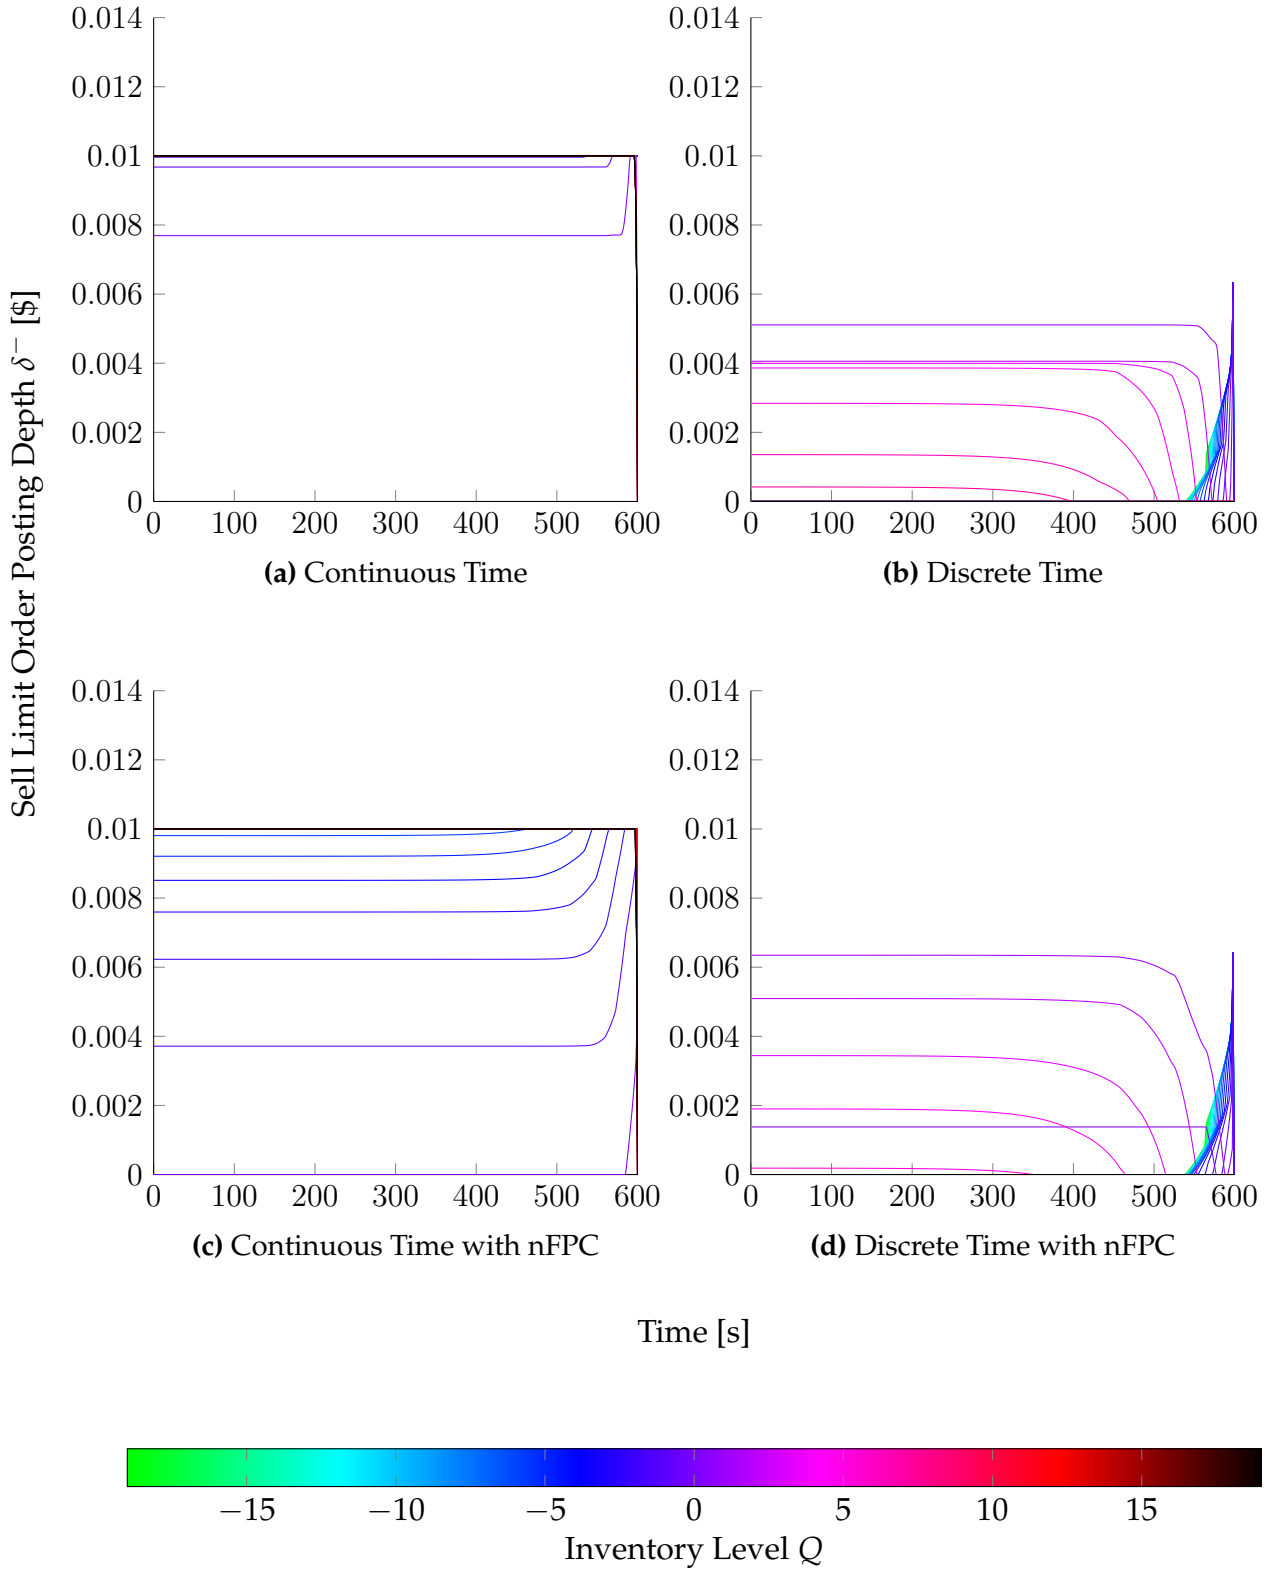 Sell Limit Order Posting Depth δ⁻ [$]
0.014
0.012
0.01
0.008
0.006
0.004
0.002
0
0 100 200 300 400 500 600
(a) Continuous Time
0.014
0.012
0.01
0.008
0.006
0.004
0.002
0
0 100 200 300 400 500 600
(b) Discrete Time
0.014
0.012
0.01
0.008
0.006
0.004
0.002
0
0 100 200 300 400 500 600
(c) Continuous Time with nFPC
0.014
0.012
0.01
0.008
0.006
0.004
0.002
0
0 100 200 300 400 500 600
(d) Discrete Time with nFPC
Time [s]
−15 −10 −5 0 5 10 15
Inventory Level Q